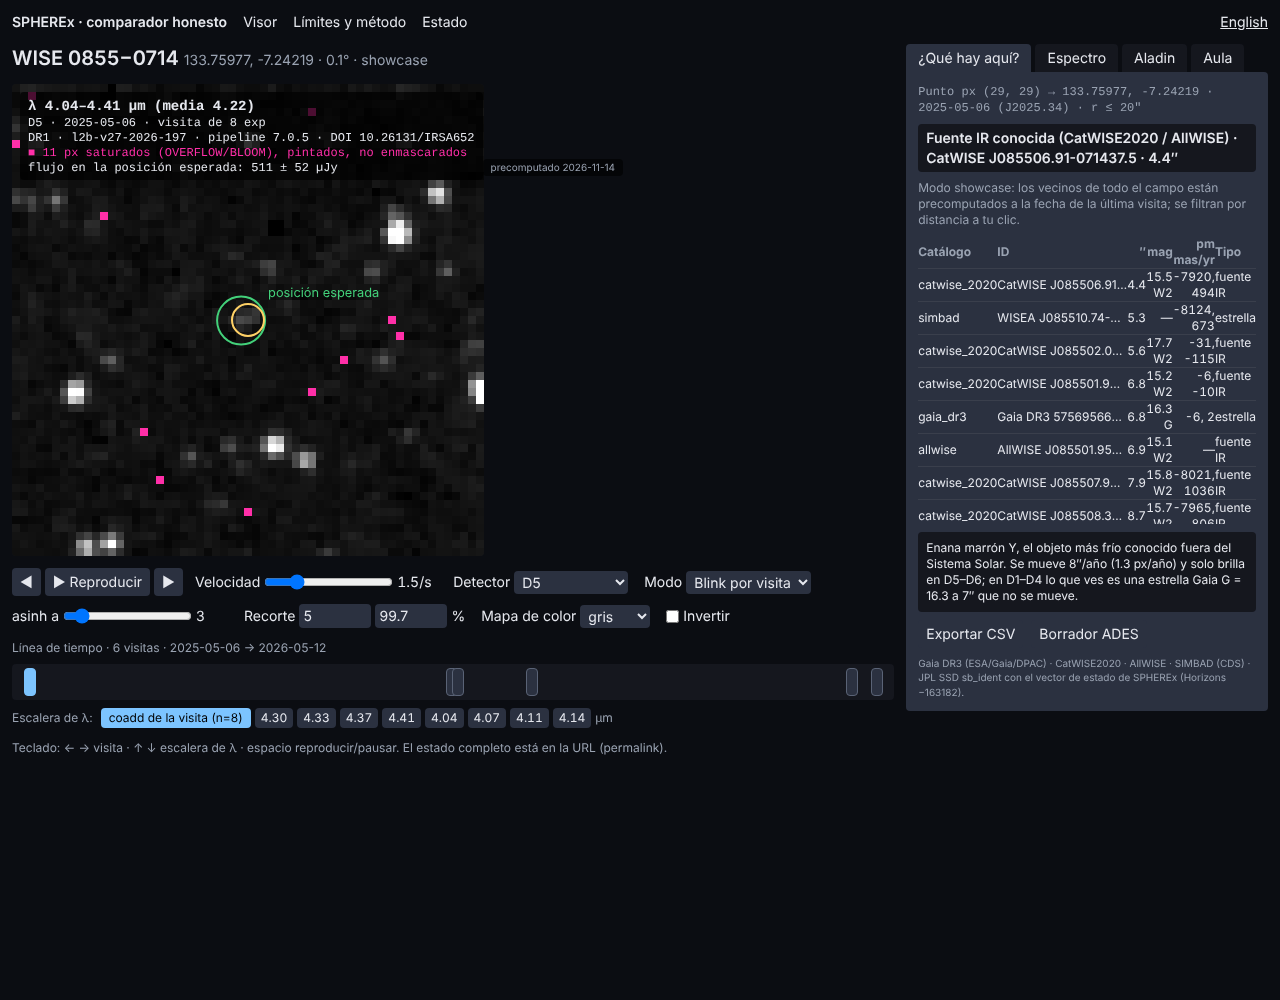 SPHEREx · comparador honesto Visor Límites y método Estado English
WISE 0855−0714 133.75977, -7.24219 · 0.1° · showcase
λ 4.04–4.41 µm (media 4.22)
D5 · 2025-05-06 · visita de 8 exp
DR1 · l2b-v27-2026-197 · pipeline 7.0.5 · DOI 10.26131/IRSA652
■ 11 px saturados (OVERFLOW/BLOOM), pintados, no enmascarados
flujo en la posición esperada: 511 ± 52 µJy
precomputado 2026-11-14
posición esperada
◀ ▶ Reproducir ▶ Velocidad 1.5/s Detector D5 Modo Blink por visita
asinh a 3 Recorte 5 99.7 % Mapa de color gris Invertir
Línea de tiempo · 6 visitas · 2025-05-06 → 2026-05-12
Escalera de λ: coadd de la visita (n=8) 4.30 4.33 4.37 4.41 4.04 4.07 4.11 4.14 µm
Teclado: ← → visita · ↑ ↓ escalera de λ · espacio reproducir/pausar. El estado completo está en la URL (permalink).
¿Qué hay aquí? Espectro Aladin Aula
Punto px (29, 29) → 133.75977, -7.24219 ·
2025-05-06 (J2025.34) · r ≤ 20″
Fuente IR conocida (CatWISE2020 / AllWISE) ·
CatWISE J085506.91-071437.5 · 4.4″
Modo showcase: los vecinos de todo el campo están
precomputados a la fecha de la última visita; se filtran por
distancia a tu clic.
Catálogo ID ″ mag pm mas/yr Tipo
catwise_2020 CatWISE J085506.91… 4.4 15.5 W2 -7920, 494 fuente IR
simbad WISEA J085510.74-… 5.3 — -8124, 673 estrella
catwise_2020 CatWISE J085502.0… 5.6 17.7 W2 -31, -115 fuente IR
catwise_2020 CatWISE J085501.9… 6.8 15.2 W2 -6, -10 fuente IR
gaia_dr3 Gaia DR3 57569566… 6.8 16.3 G -6, 2 estrella
allwise AllWISE J085501.95… 6.9 15.1 W2 — fuente IR
catwise_2020 CatWISE J085507.9… 7.9 15.8 W2 -8021, 1036 fuente IR
catwise_2020 CatWISE J085508.3… 8.7 15.7 W2 -7965, 806 fuente IR
Enana marrón Y, el objeto más frío conocido fuera del
Sistema Solar. Se mueve 8″/año (1.3 px/año) y solo brilla
en D5–D6; en D1–D4 lo que ves es una estrella Gaia G =
16.3 a 7″ que no se mueve.
Exportar CSV Borrador ADES
Gaia DR3 (ESA/Gaia/DPAC) · CatWISE2020 · AllWISE · SIMBAD (CDS) ·
JPL SSD sb_ident con el vector de estado de SPHEREx (Horizons
−163182).